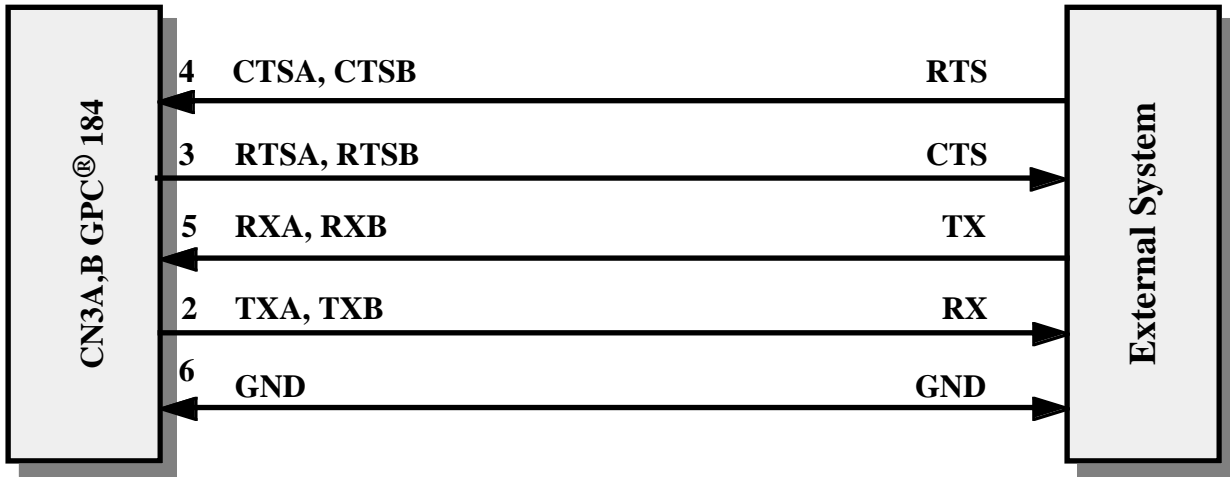 CN3A,B GPC® 184
4 CTSA, CTSB RTS
3 RTSA, RTSB CTS
5 RXA, RXB TX
2 TXA, TXB RX
6 GND GND
External System